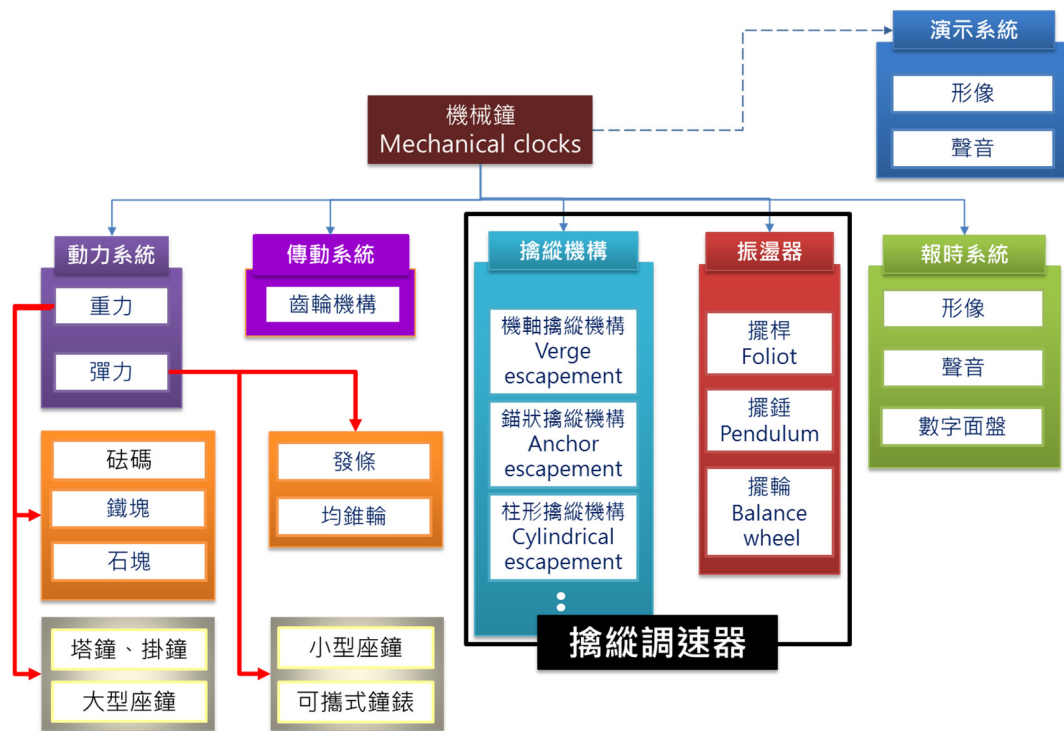 演示系統
形像
聲音
機械鐘
Mechanical clocks
動力系統
重力
彈力
傳動系統
齒輪機構
擒縱機構
機軸擒縱機構
Verge
escapement
錨狀擒縱機構
Anchor
escapement
柱形擒縱機構
Cylindrical
escapement
振盪器
擺桿
Foliot
擺錘
Pendulum
擺輪
Balance
wheel
報時系統
形像
聲音
數字面盤
砝碼
鐵塊
石塊
發條
均錐輪
塔鐘、掛鐘
大型座鐘
小型座鐘
可攜式鐘錶
擒縱調速器